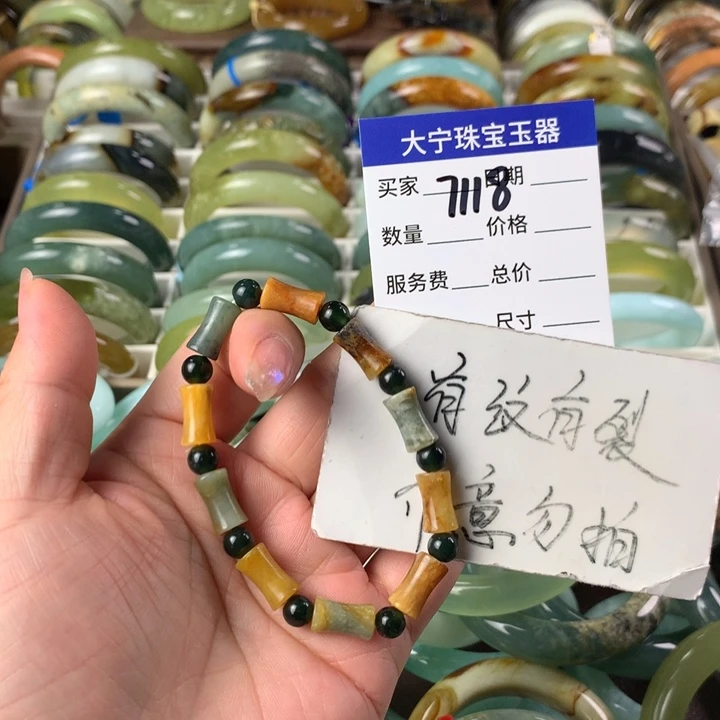 大宁珠宝玉器
买家 7118 日期
数量 价格
服务费 总价
尺寸
有纹有裂
介意勿拍